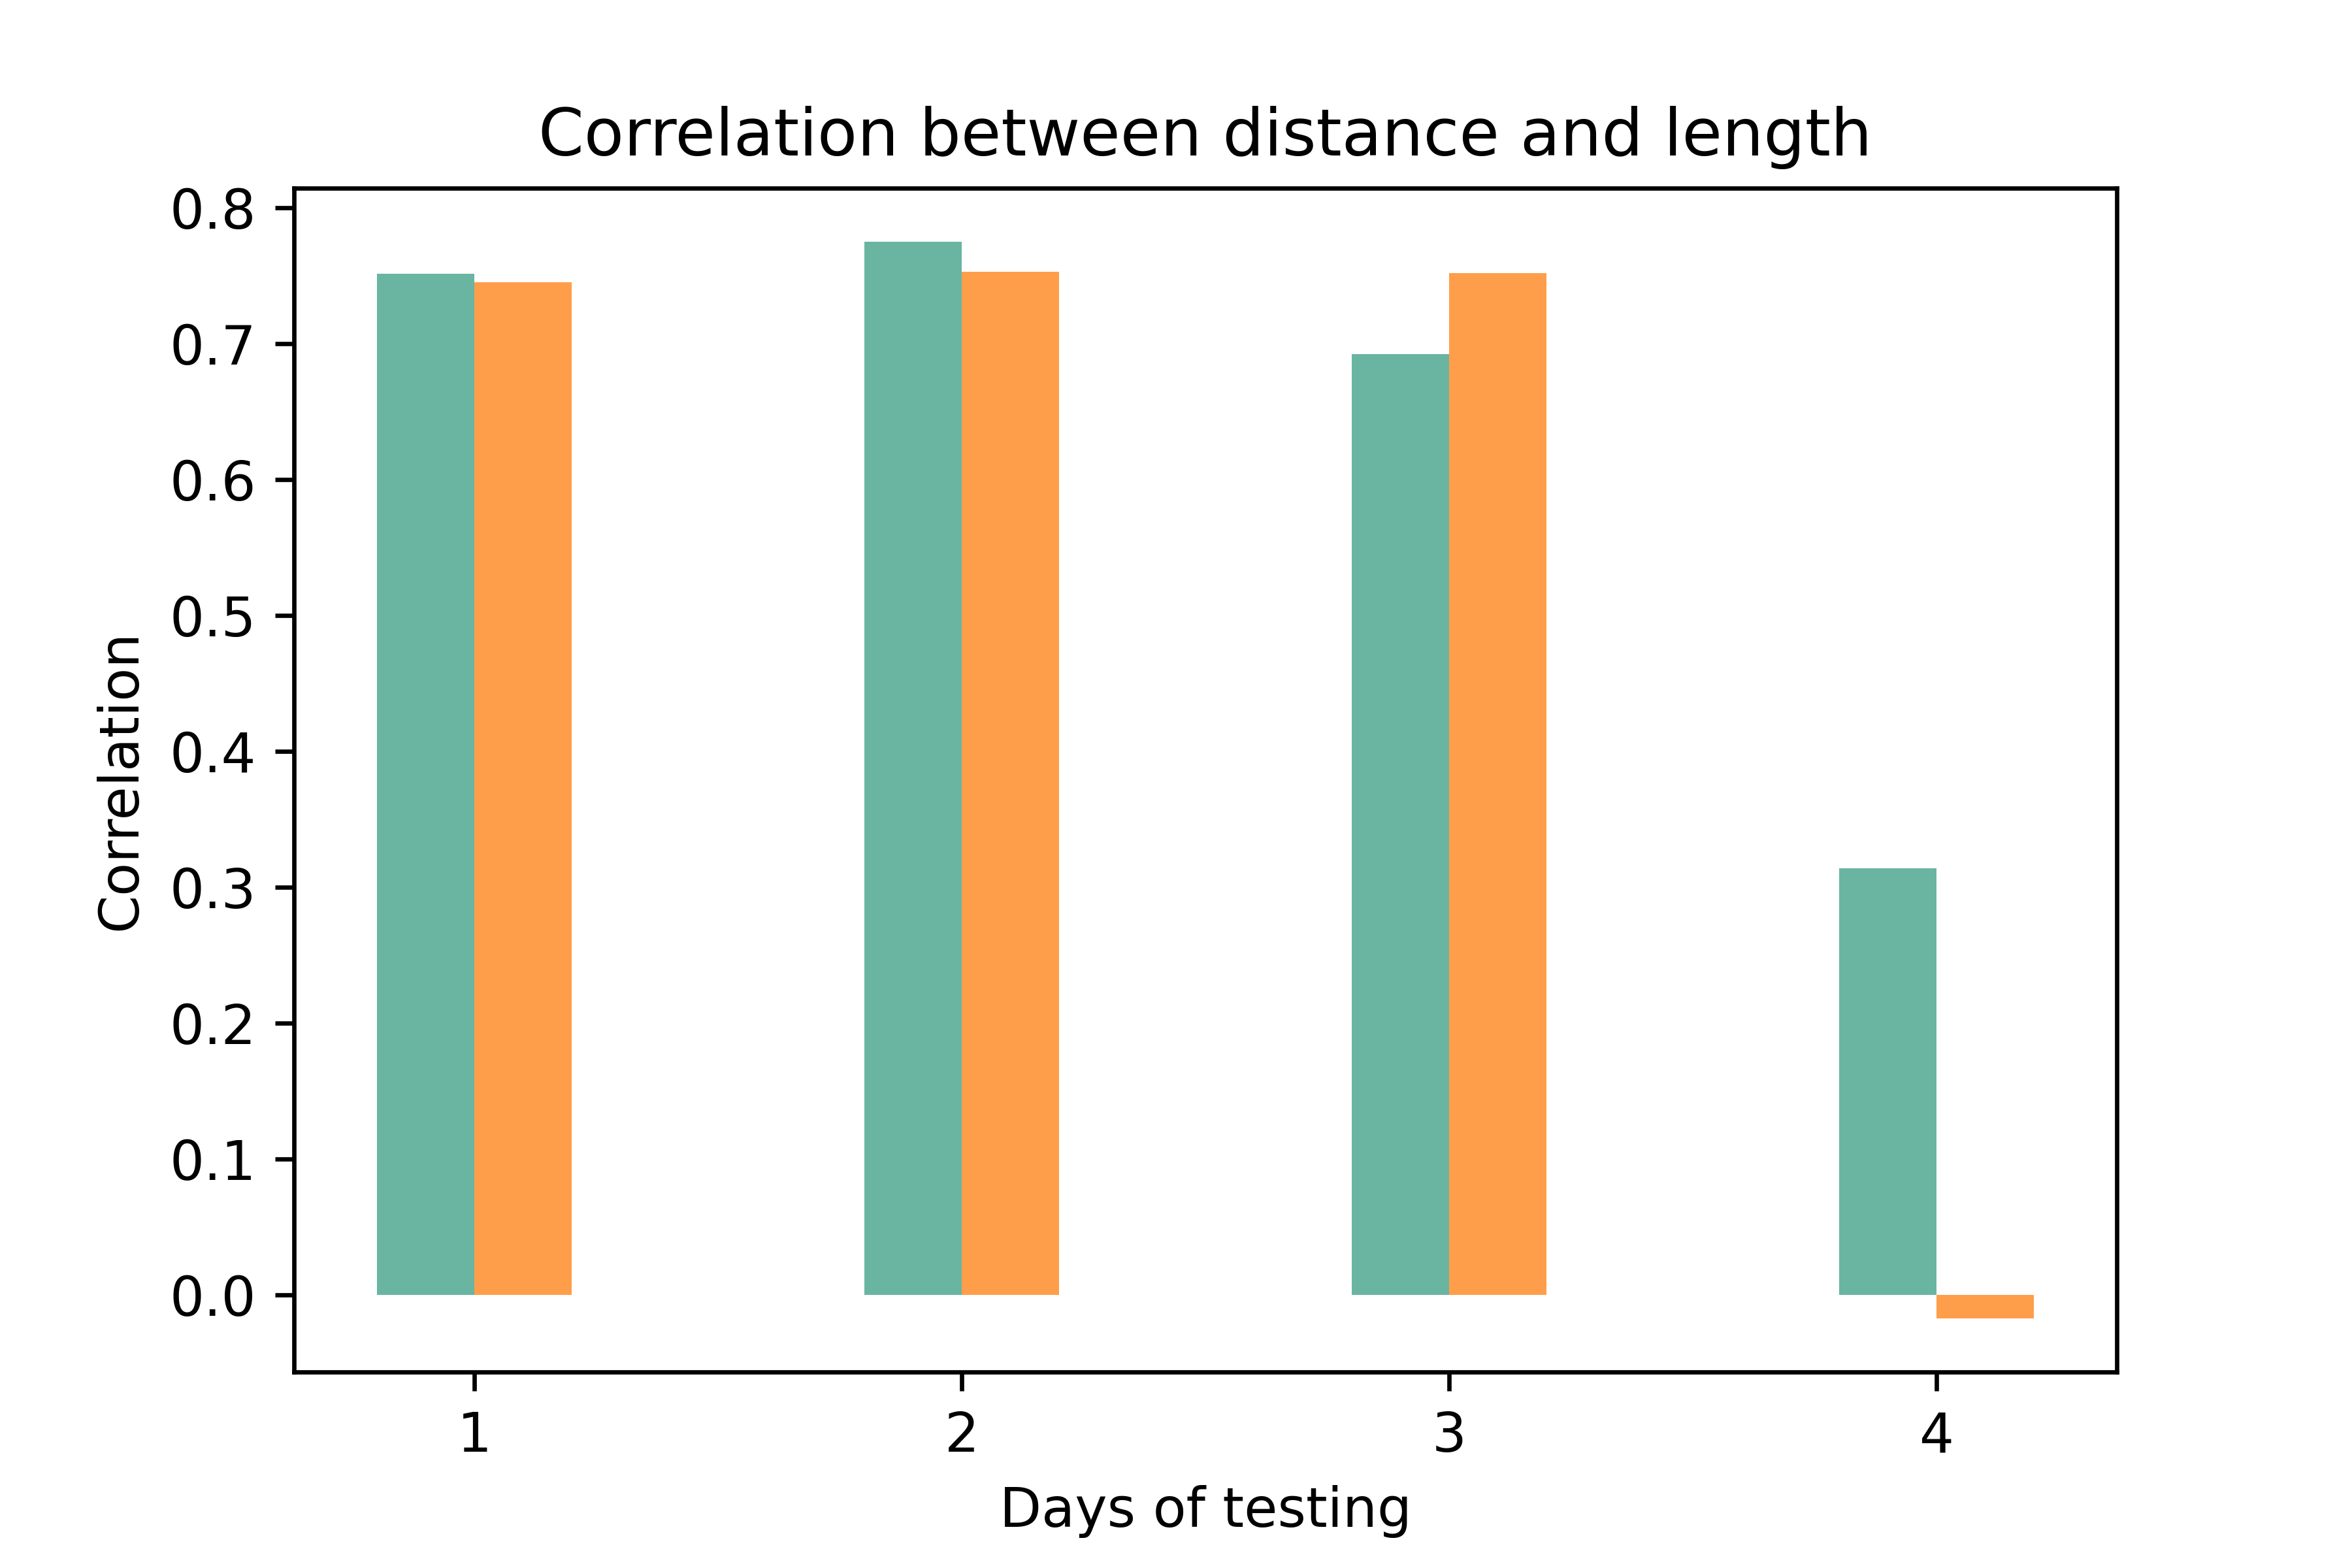 Correlation between distance and length
Correlation
0.8
0.7
0.6
0.5
0.4
0.3
0.2
0.1
0.0
1 2 3 4
Days of testing